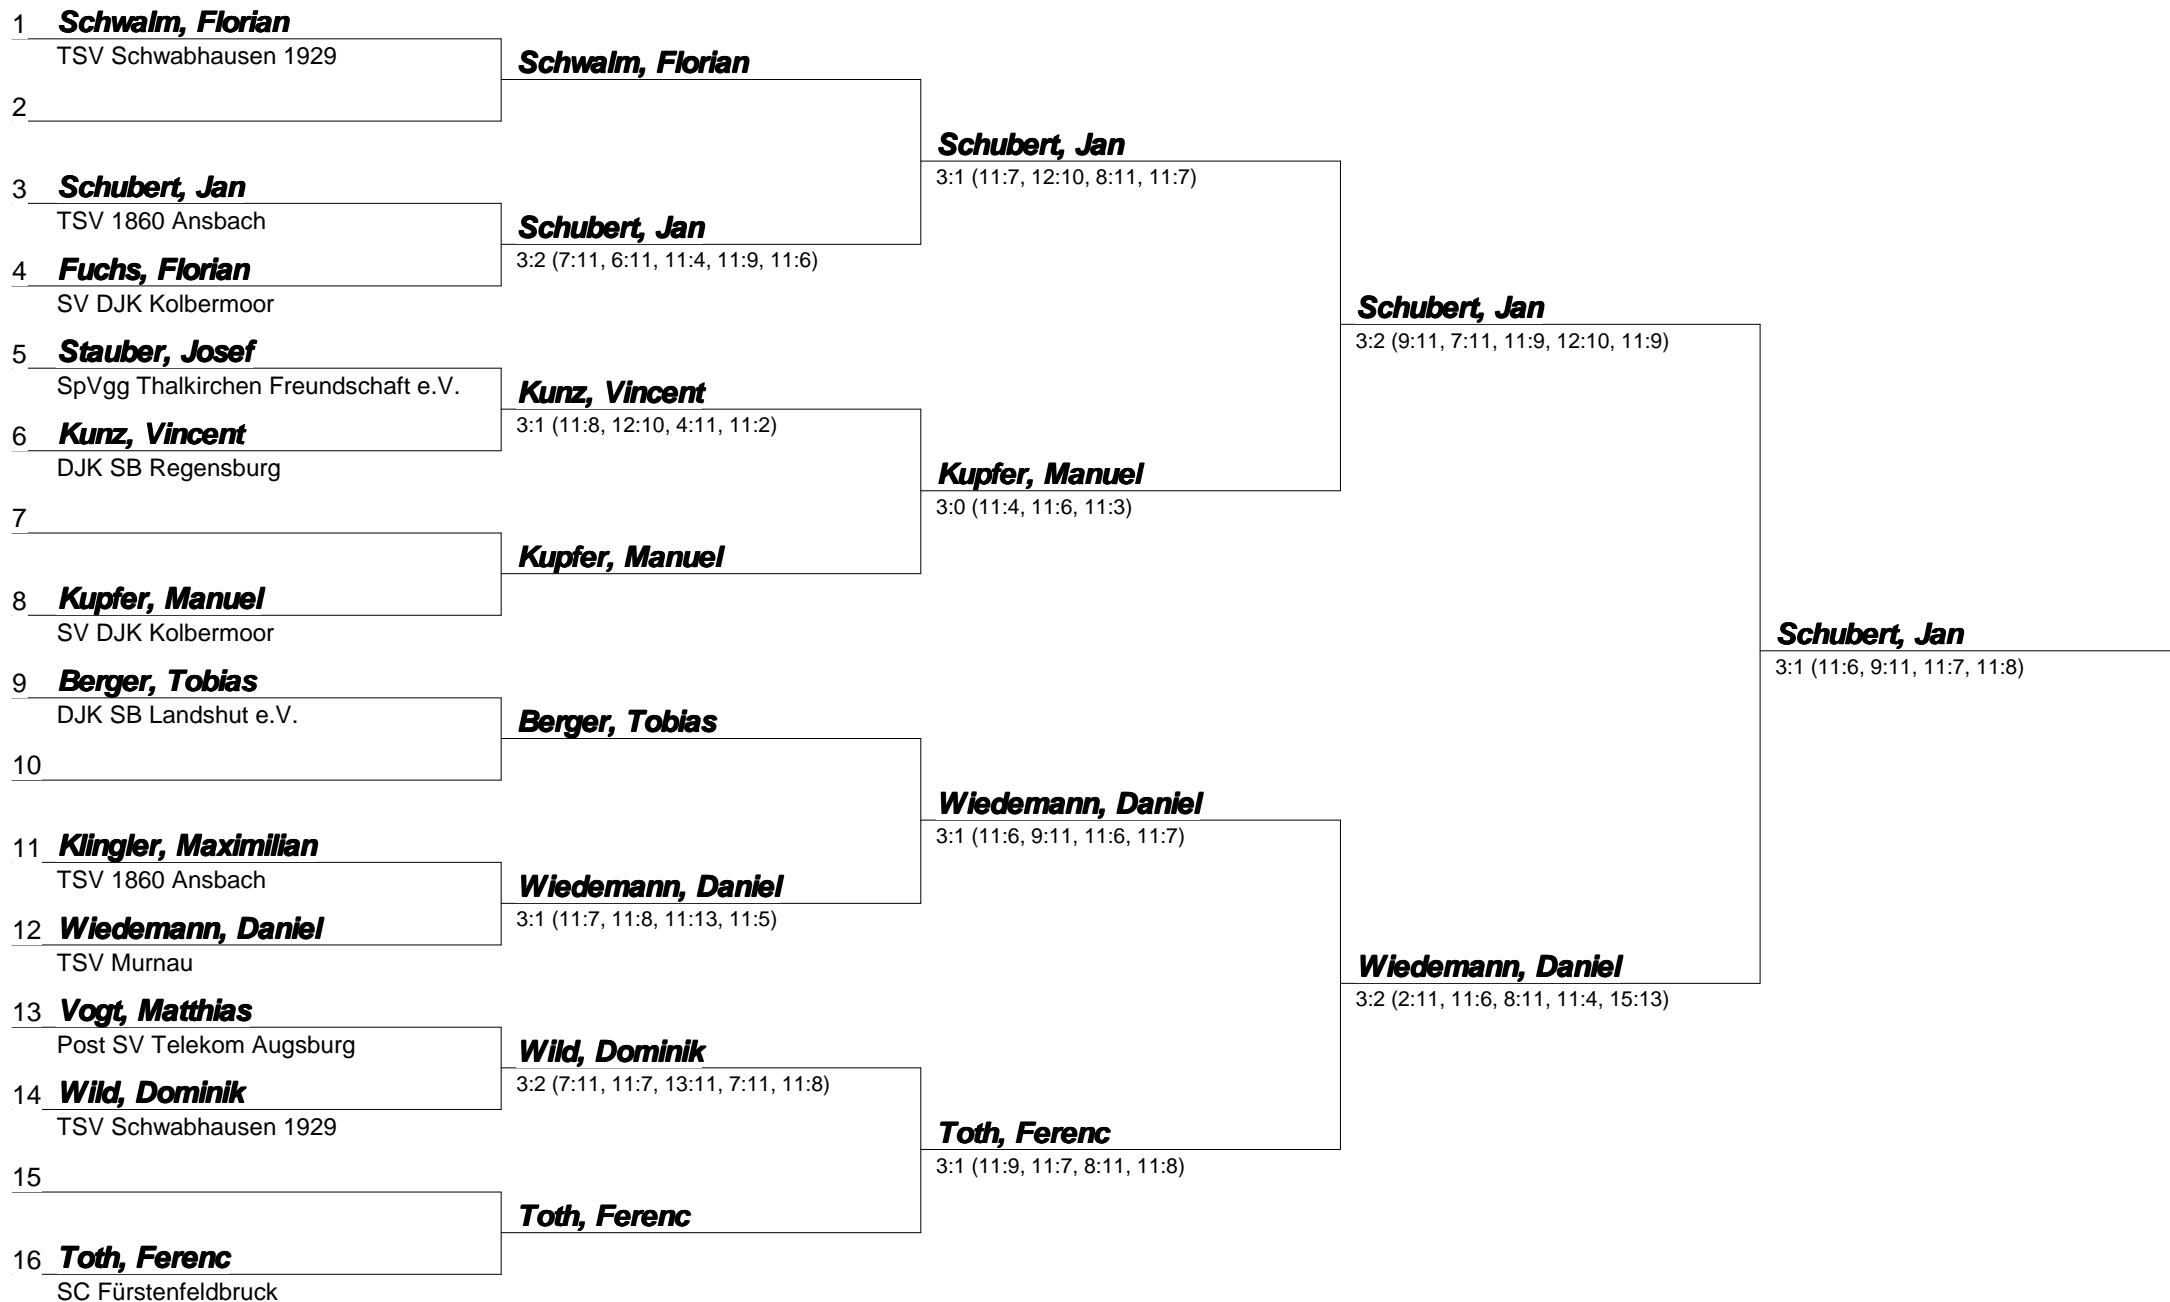 1 Schwalm, Florian
TSV Schwabhausen 1929
Schwalm, Florian
2
Schubert, Jan
3:1 (11:7, 12:10, 8:11, 11:7)
3 Schubert, Jan
TSV 1860 Ansbach
Schubert, Jan
3:2 (7:11, 6:11, 11:4, 11:9, 11:6)
4 Fuchs, Florian
SV DJK Kolbermoor
Schubert, Jan
3:2 (9:11, 7:11, 11:9, 12:10, 11:9)
5 Stauber, Josef
SpVgg Thalkirchen Freundschaft e.V.
Kunz, Vincent
3:1 (11:8, 12:10, 4:11, 11:2)
6 Kunz, Vincent
DJK SB Regensburg
Kupfer, Manuel
3:0 (11:4, 11:6, 11:3)
7
Kupfer, Manuel
8 Kupfer, Manuel
SV DJK Kolbermoor
Schubert, Jan
3:1 (11:6, 9:11, 11:7, 11:8)
9 Berger, Tobias
DJK SB Landshut e.V.
Berger, Tobias
10
Wiedemann, Daniel
3:1 (11:6, 9:11, 11:6, 11:7)
11 Klingler, Maximilian
TSV 1860 Ansbach
Wiedemann, Daniel
3:1 (11:7, 11:8, 11:13, 11:5)
12 Wiedemann, Daniel
TSV Murnau
Wiedemann, Daniel
3:2 (2:11, 11:6, 8:11, 11:4, 15:13)
13 Vogt, Matthias
Post SV Telekom Augsburg
Wild, Dominik
3:2 (7:11, 11:7, 13:11, 7:11, 11:8)
14 Wild, Dominik
TSV Schwabhausen 1929
Toth, Ferenc
3:1 (11:9, 11:7, 8:11, 11:8)
15
Toth, Ferenc
16 Toth, Ferenc
SC Fürstenfeldbruck